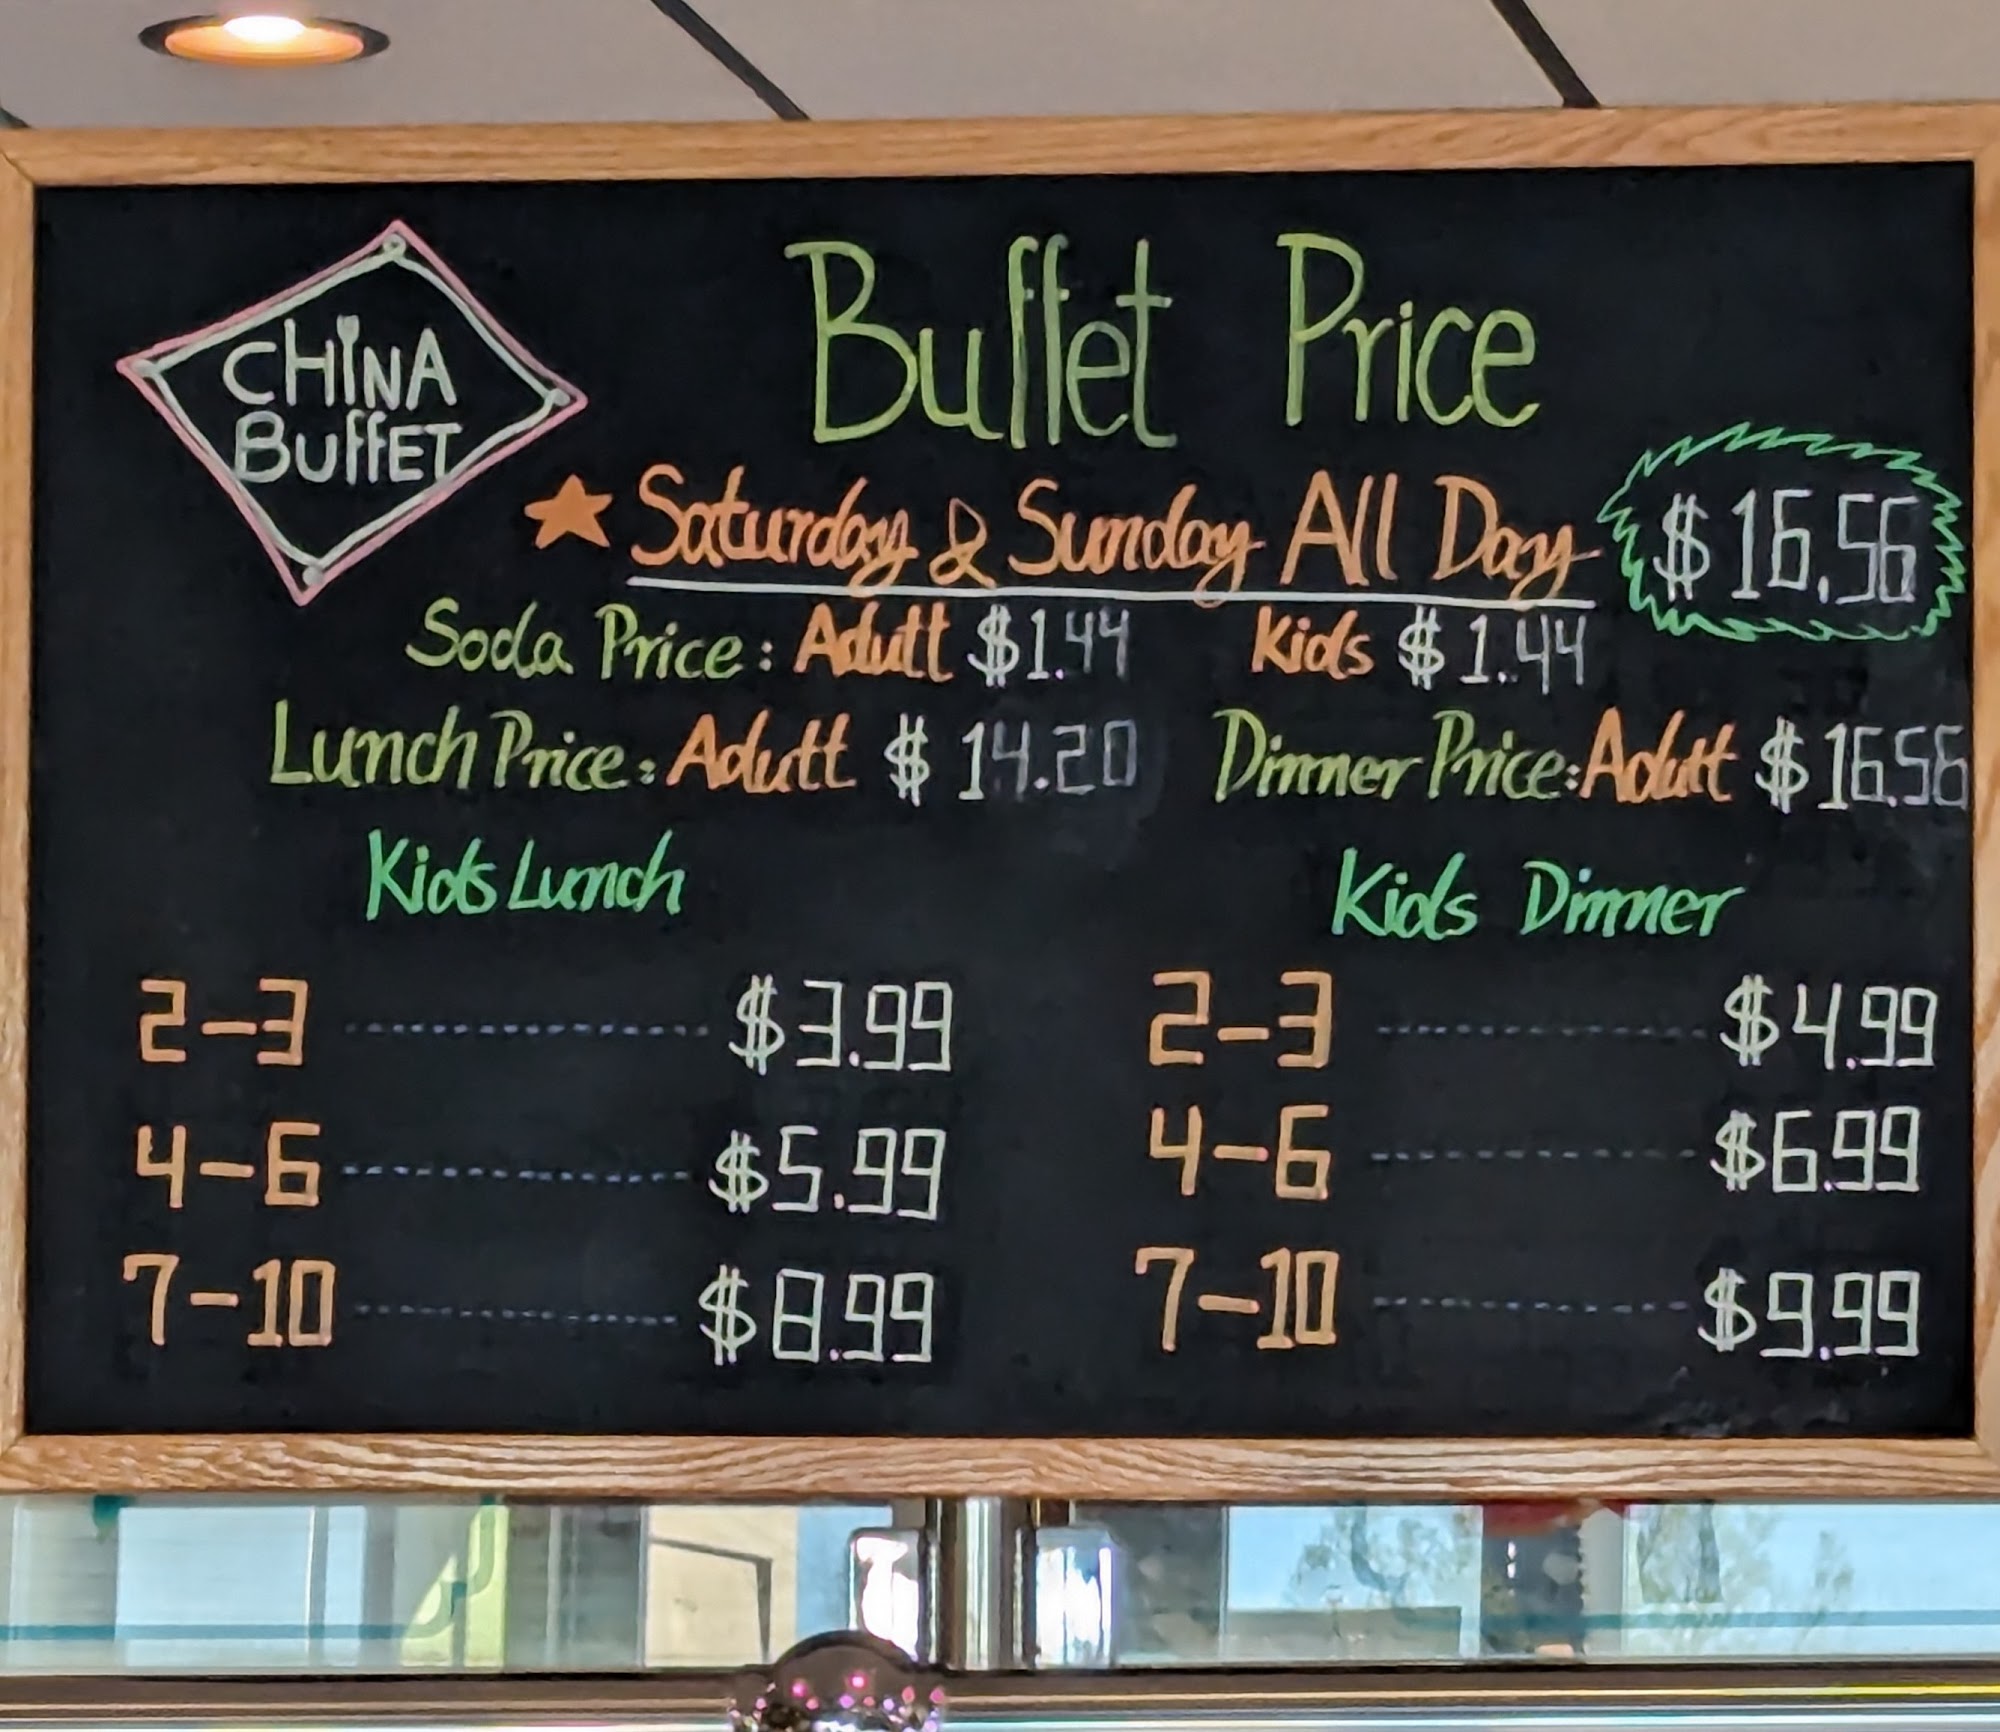 CHiNA
BuffET
Buffet Price
★ Saturday & Sunday All Day $16.56
Soda Price: Adult $1.44 Kids $1.44
Lunch Price: Adult $14.20 Dinner Price: Adult $16.56
Kids Lunch Kids Dinner
2-3 ---------- $3.99 2-3 ---------- $4.99
4-6 ---------- $5.99 4-6 ---------- $6.99
7-10 ---------- $8.99 7-10 ---------- $9.99